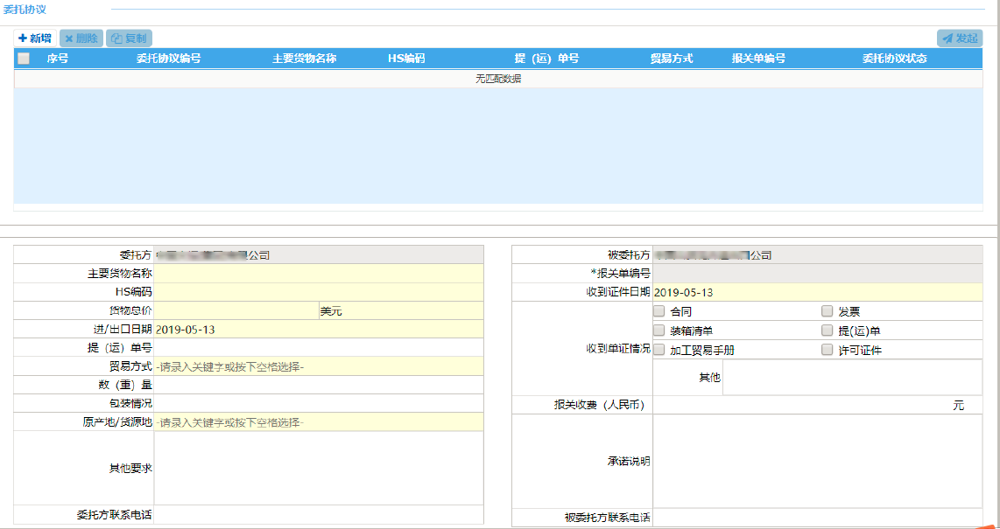 委托协议
新增 删除 复制 发起
序号 委托协议编号 主要货物名称 HS编码 提（运）单号 贸易方式 报关单编号 委托协议状态
无匹配数据
委托方 公司
主要货物名称
HS编码
货物总价 美元
进/出口日期 2019-05-13
提（运）单号
贸易方式 -请录入关键字或按下空格选择-
数（重）量
包装情况
原产地/货源地 -请录入关键字或按下空格选择-
其他要求
委托方联系电话
被委托方 公司
*报关单编号
收到证件日期 2019-05-13
收到单证情况
合同 发票
装箱清单 提(运)单
加工贸易手册 许可证件
其他
报关收费（人民币） 元
承诺说明
被委托方联系电话